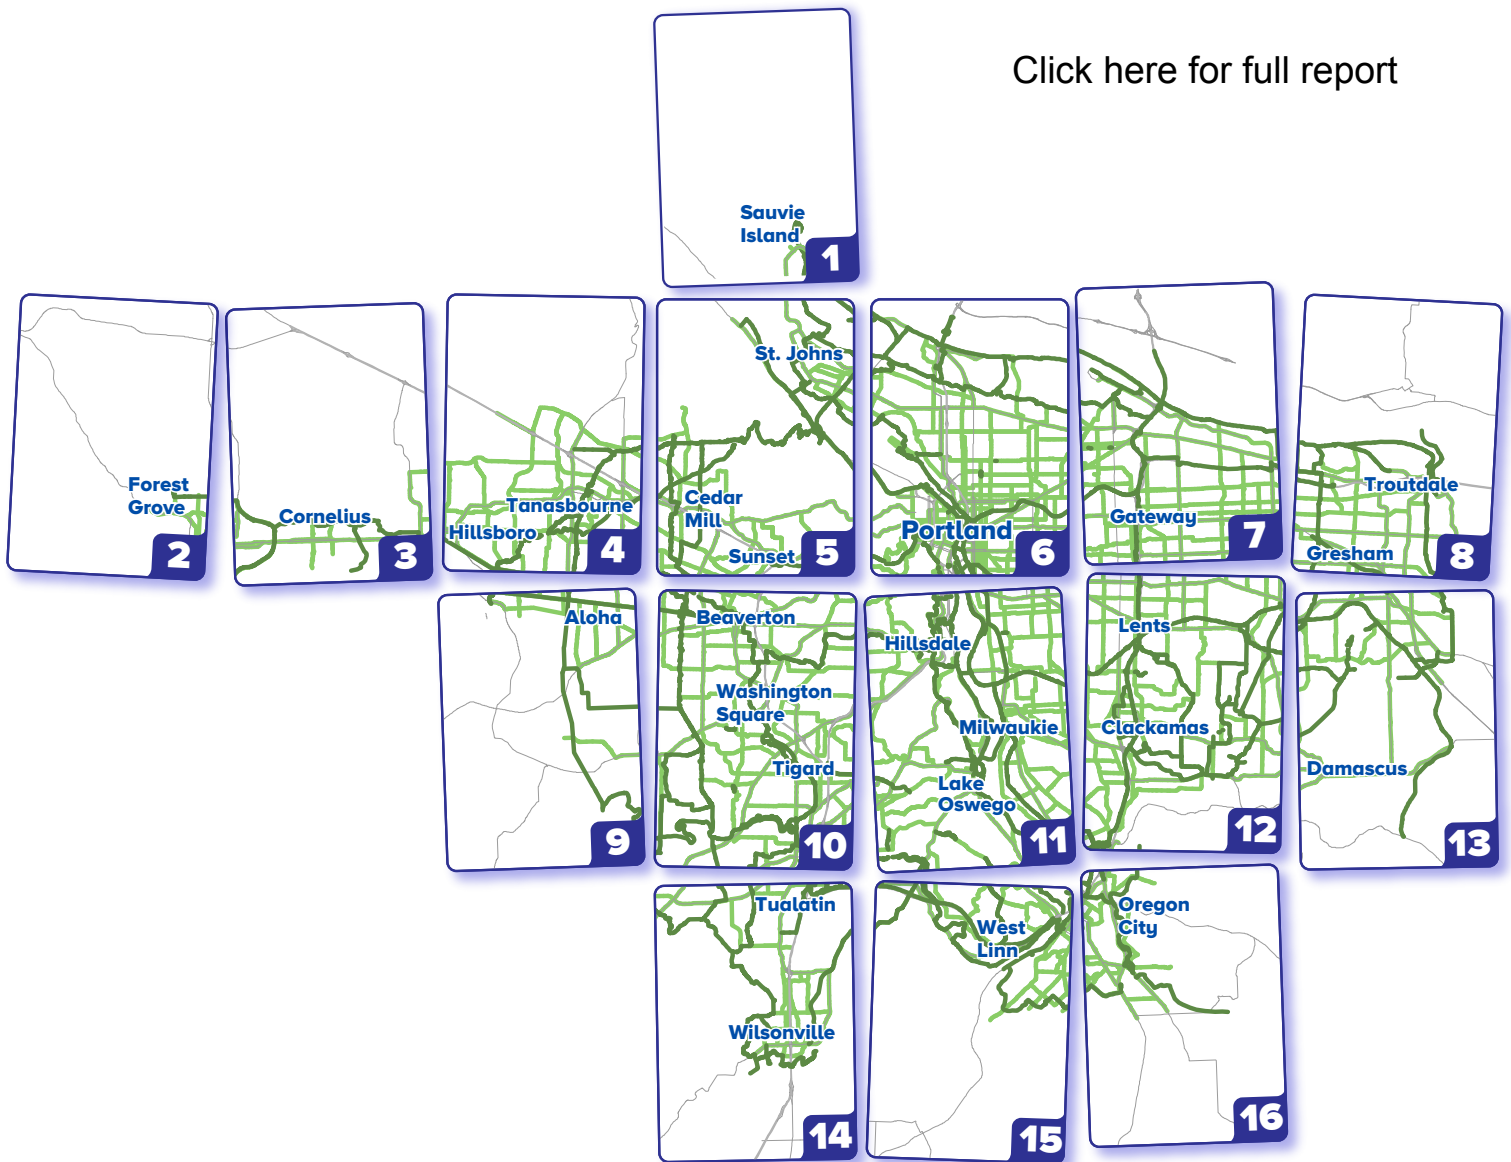 Click here for full report
Sauvie
Island
1
Forest
Grove
2
Cornelius
3
Tanasbourne
Hillsboro
4
St. Johns
Cedar
Mill
Sunset
5
Portland
6
Gateway
7
Troutdale
Gresham
8
Aloha
9
Beaverton
Washington
Square
Tigard
10
Hillsdale
Milwaukie
Lake
Oswego
11
Lents
Clackamas
12
Damascus
13
Tualatin
Wilsonville
14
West
Linn
15
Oregon
City
16